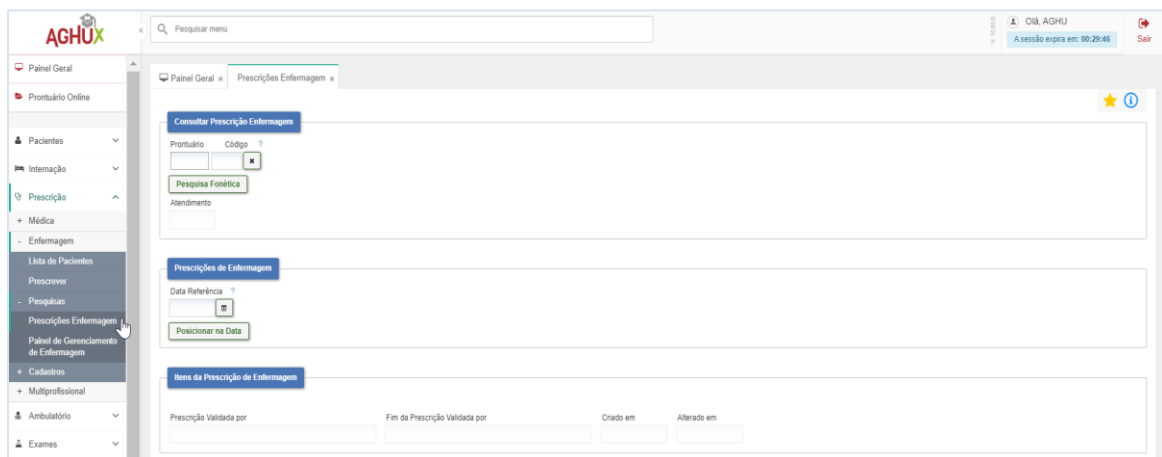 AGHUX
«
Pesquisar menu
Olá, AGHU
A sessão expira em: 00:29:46
Sair
Painel Geral
Prontuário Online
Pacientes
Internação
Prescrição
+ Médica
- Enfermagem
Lista de Pacientes
Prescrever
- Pesquisas
Prescrições Enfermagem
Painel de Gerenciamento
de Enfermagem
+ Cadastros
+ Multiprofissional
Ambulatório
Exames
Painel Geral × Prescrições Enfermagem ×
Consultar Prescrição Enfermagem
Prontuário Código ?
Pesquisa Fonética
Atendimento
Prescrições de Enfermagem
Data Referência ?
Posicionar na Data
Itens da Prescrição de Enfermagem
Prescrição Validada por Fim da Prescrição Validada por Criado em Alterado em